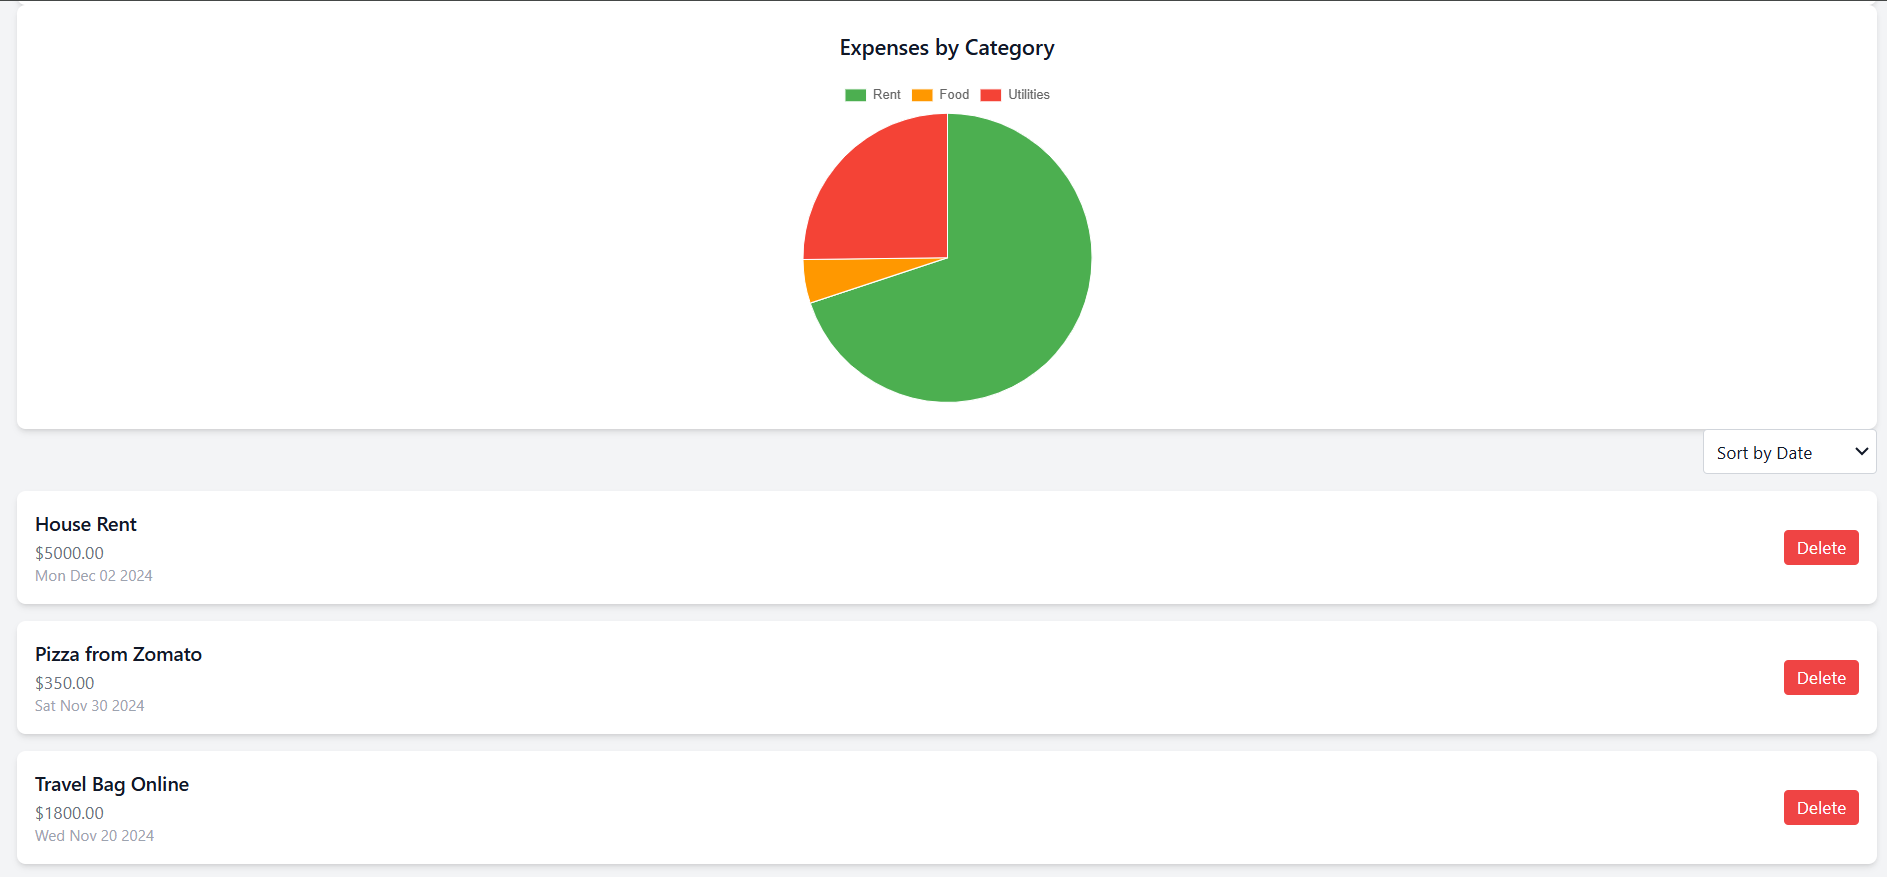 Expenses by Category
Rent Food Utilities
Sort by Date
House Rent
$5000.00
Mon Dec 02 2024
Delete
Pizza from Zomato
$350.00
Sat Nov 30 2024
Delete
Travel Bag Online
$1800.00
Wed Nov 20 2024
Delete